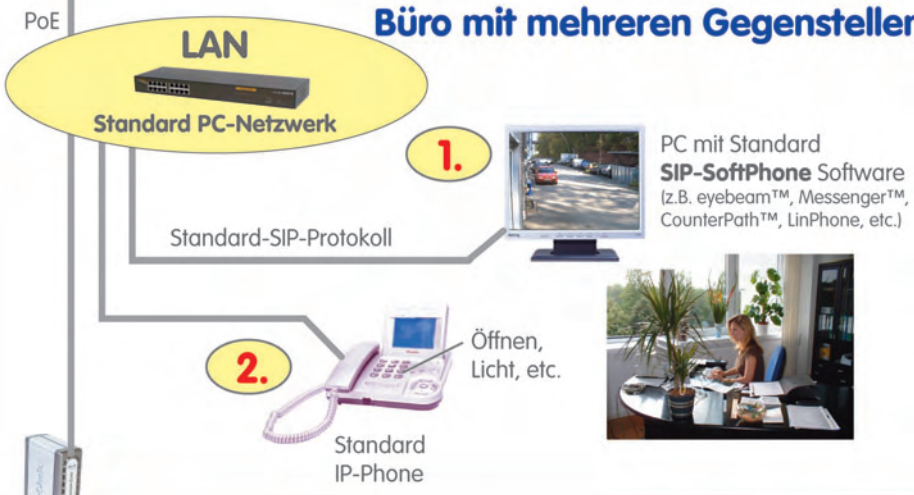 PoE
Büro mit mehreren Gegensteller
LAN
Standard PC-Netzwerk
1.
PC mit Standard
SIP-SoftPhone Software
(z.B. eyebeam™, Messenger™,
CounterPath™, LinPhone, etc.)
Standard-SIP-Protokoll
2.
Öffnen,
Licht, etc.
Standard
IP-Phone